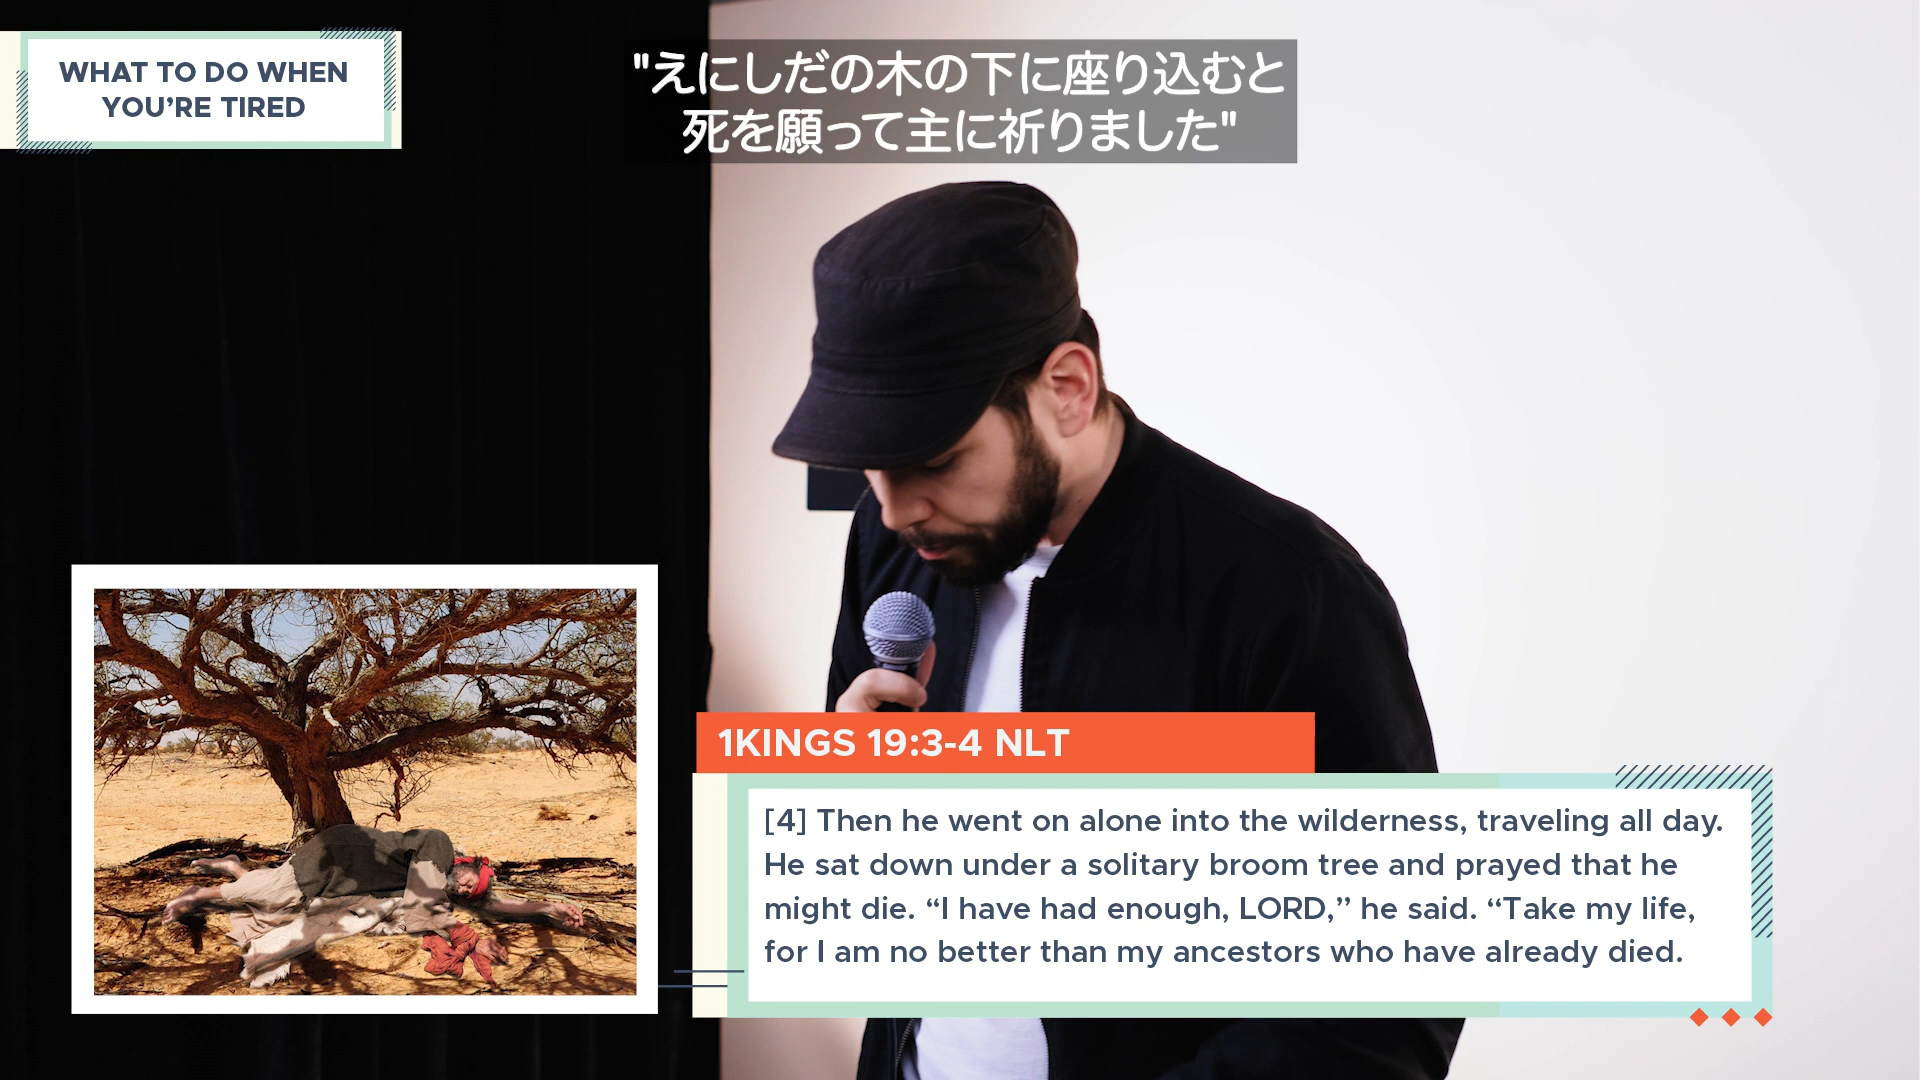 WHAT TO DO WHEN
YOU’RE TIRED
"えにしだの木の下に座り込むと
死を願って主に祈りました"
1KINGS 19:3-4 NLT
[4] Then he went on alone into the wilderness, traveling all day.
He sat down under a solitary broom tree and prayed that he
might die. “I have had enough, LORD,” he said. “Take my life,
for I am no better than my ancestors who have already died.